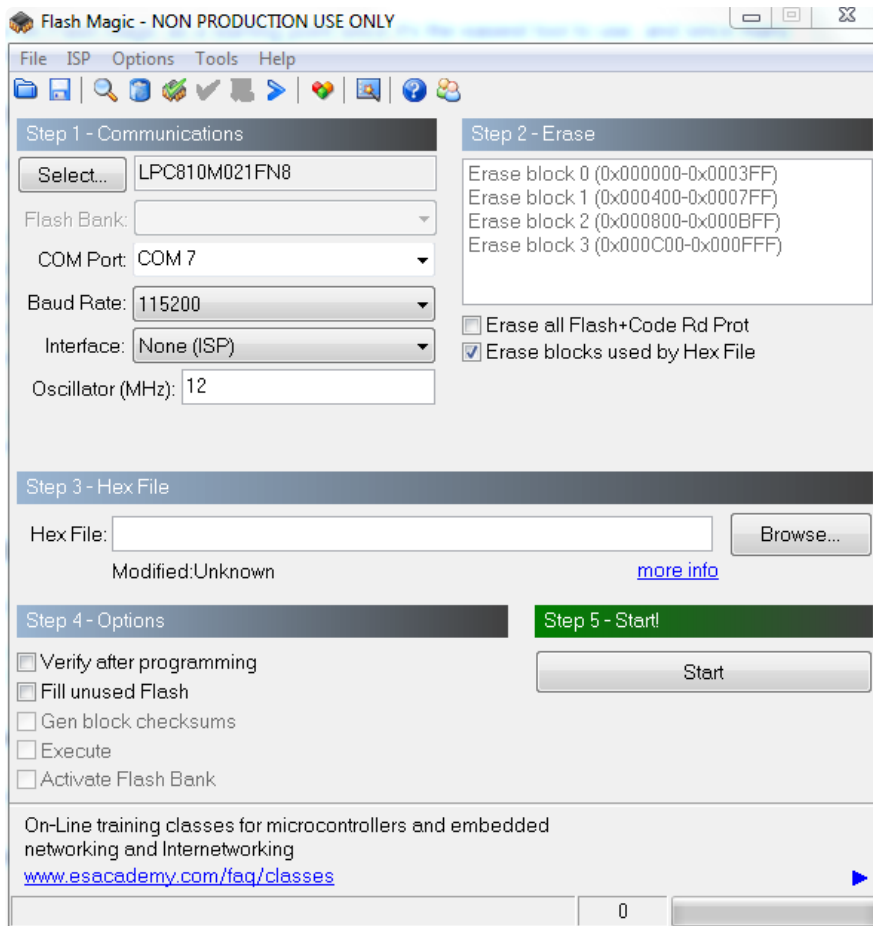 Flash Magic - NON PRODUCTION USE ONLY
File ISP Options Tools Help
Step 1 - Communications
Select... LPC810M021FN8
Flash Bank:
COM Port: COM 7
Baud Rate: 115200
Interface: None (ISP)
Oscillator (MHz): 12
Step 2 - Erase
Erase block 0 (0x000000-0x0003FF)
Erase block 1 (0x000400-0x0007FF)
Erase block 2 (0x000800-0x000BFF)
Erase block 3 (0x000C00-0x000FFF)
Erase all Flash+Code Rd Prot
Erase blocks used by Hex File
Step 3 - Hex File
Hex File: Browse...
Modified:Unknown more info
Step 4 - Options
Verify after programming
Fill unused Flash
Gen block checksums
Execute
Activate Flash Bank
Step 5 - Start!
Start
On-Line training classes for microcontrollers and embedded
networking and Internetworking
www.esacademy.com/faq/classes
0